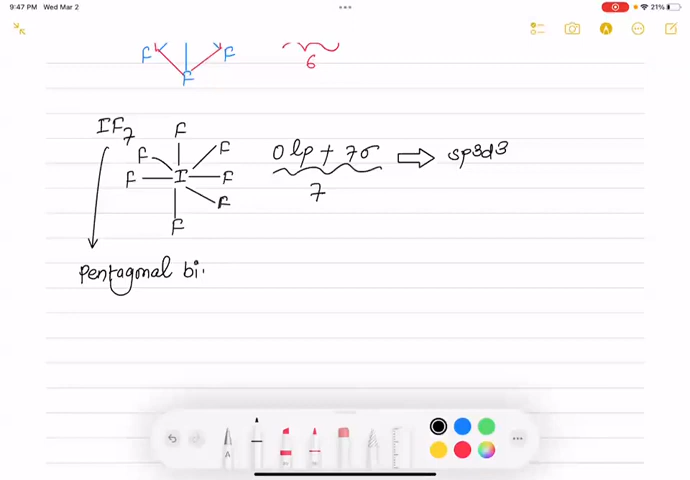 9:47 PM Wed Mar 2
21%
F F
F
6
IF7
F
F F
F I F
F
F
0 lp + 7σ ⇒ sp3d3
7
Pentagonal bi
A